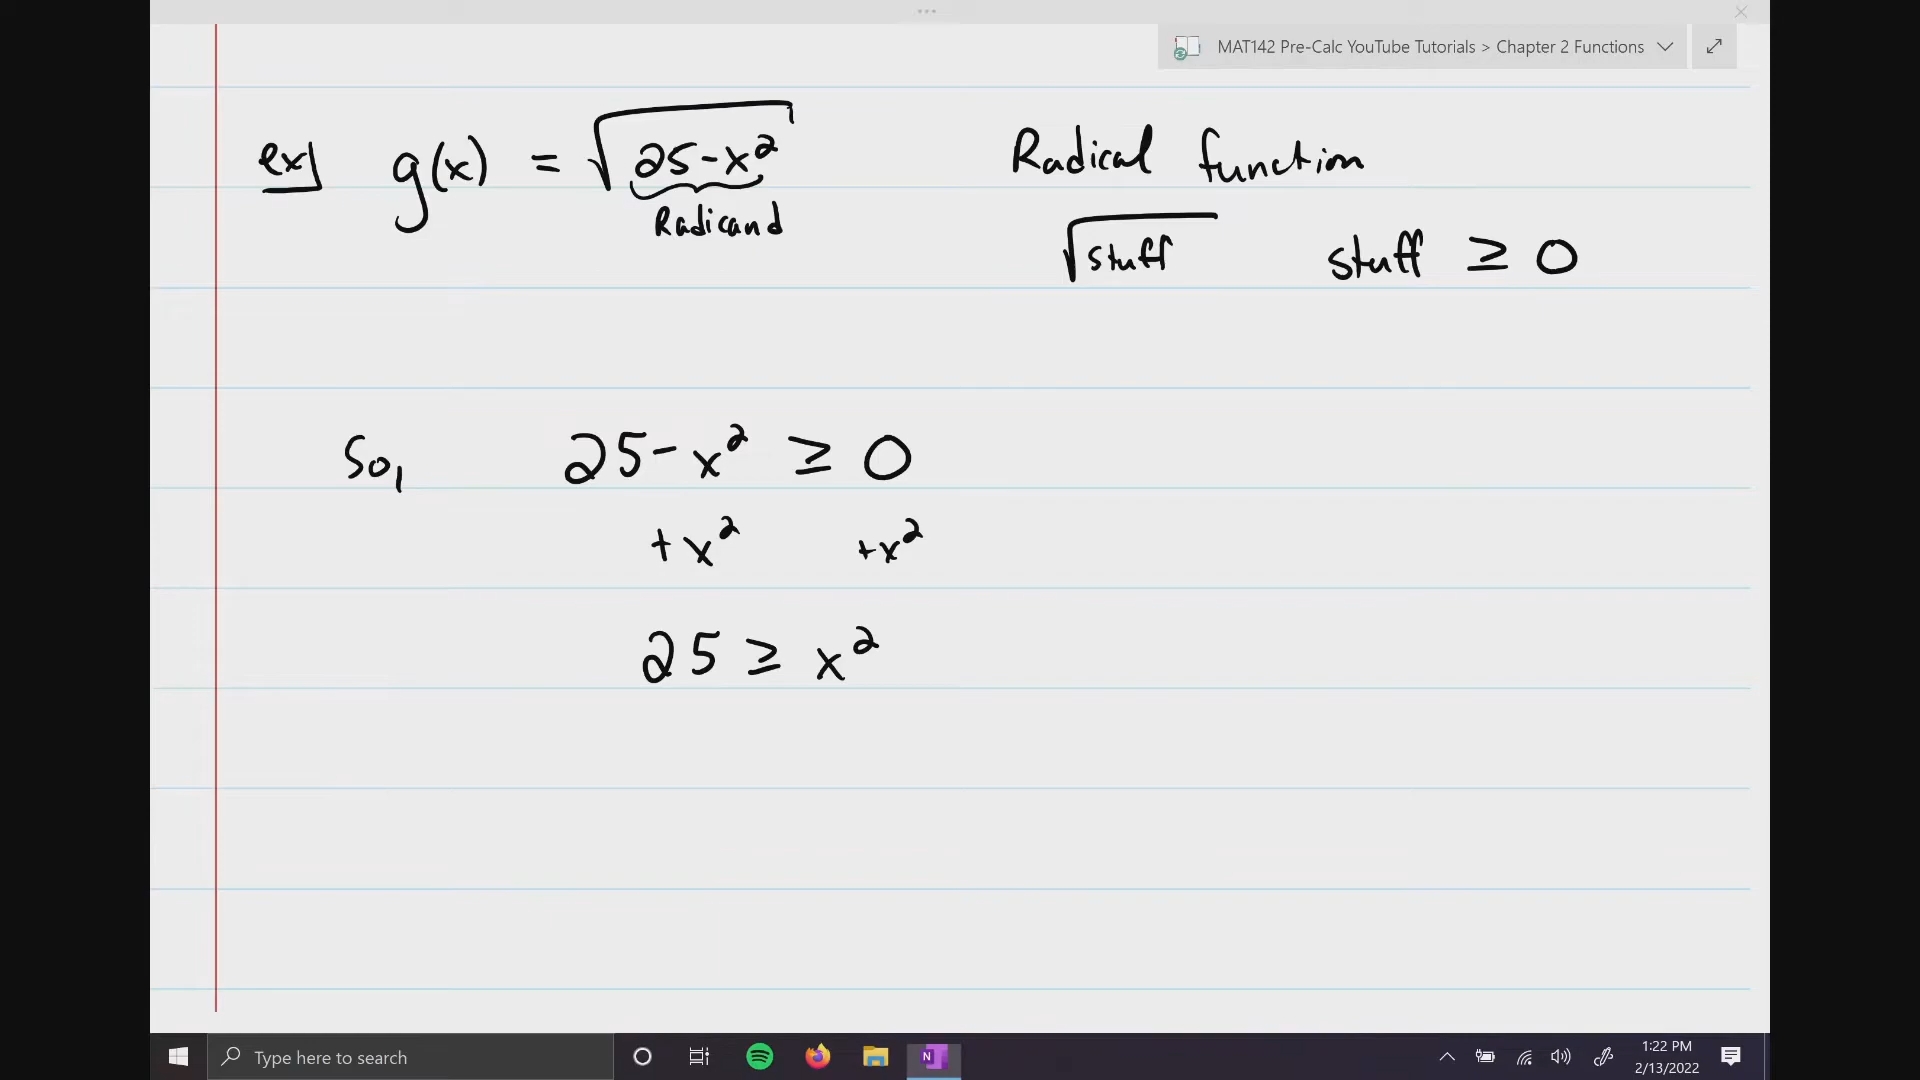 MAT142 Pre-Calc YouTube Tutorials > Chapter 2 Functions
ex] g(x) = √(25-x²) Radical function
Radicand
√stuff stuff ≥ 0
So, 25-x² ≥ 0
+x² +x²
25 ≥ x²
Type here to search
N
1:22 PM
2/13/2022